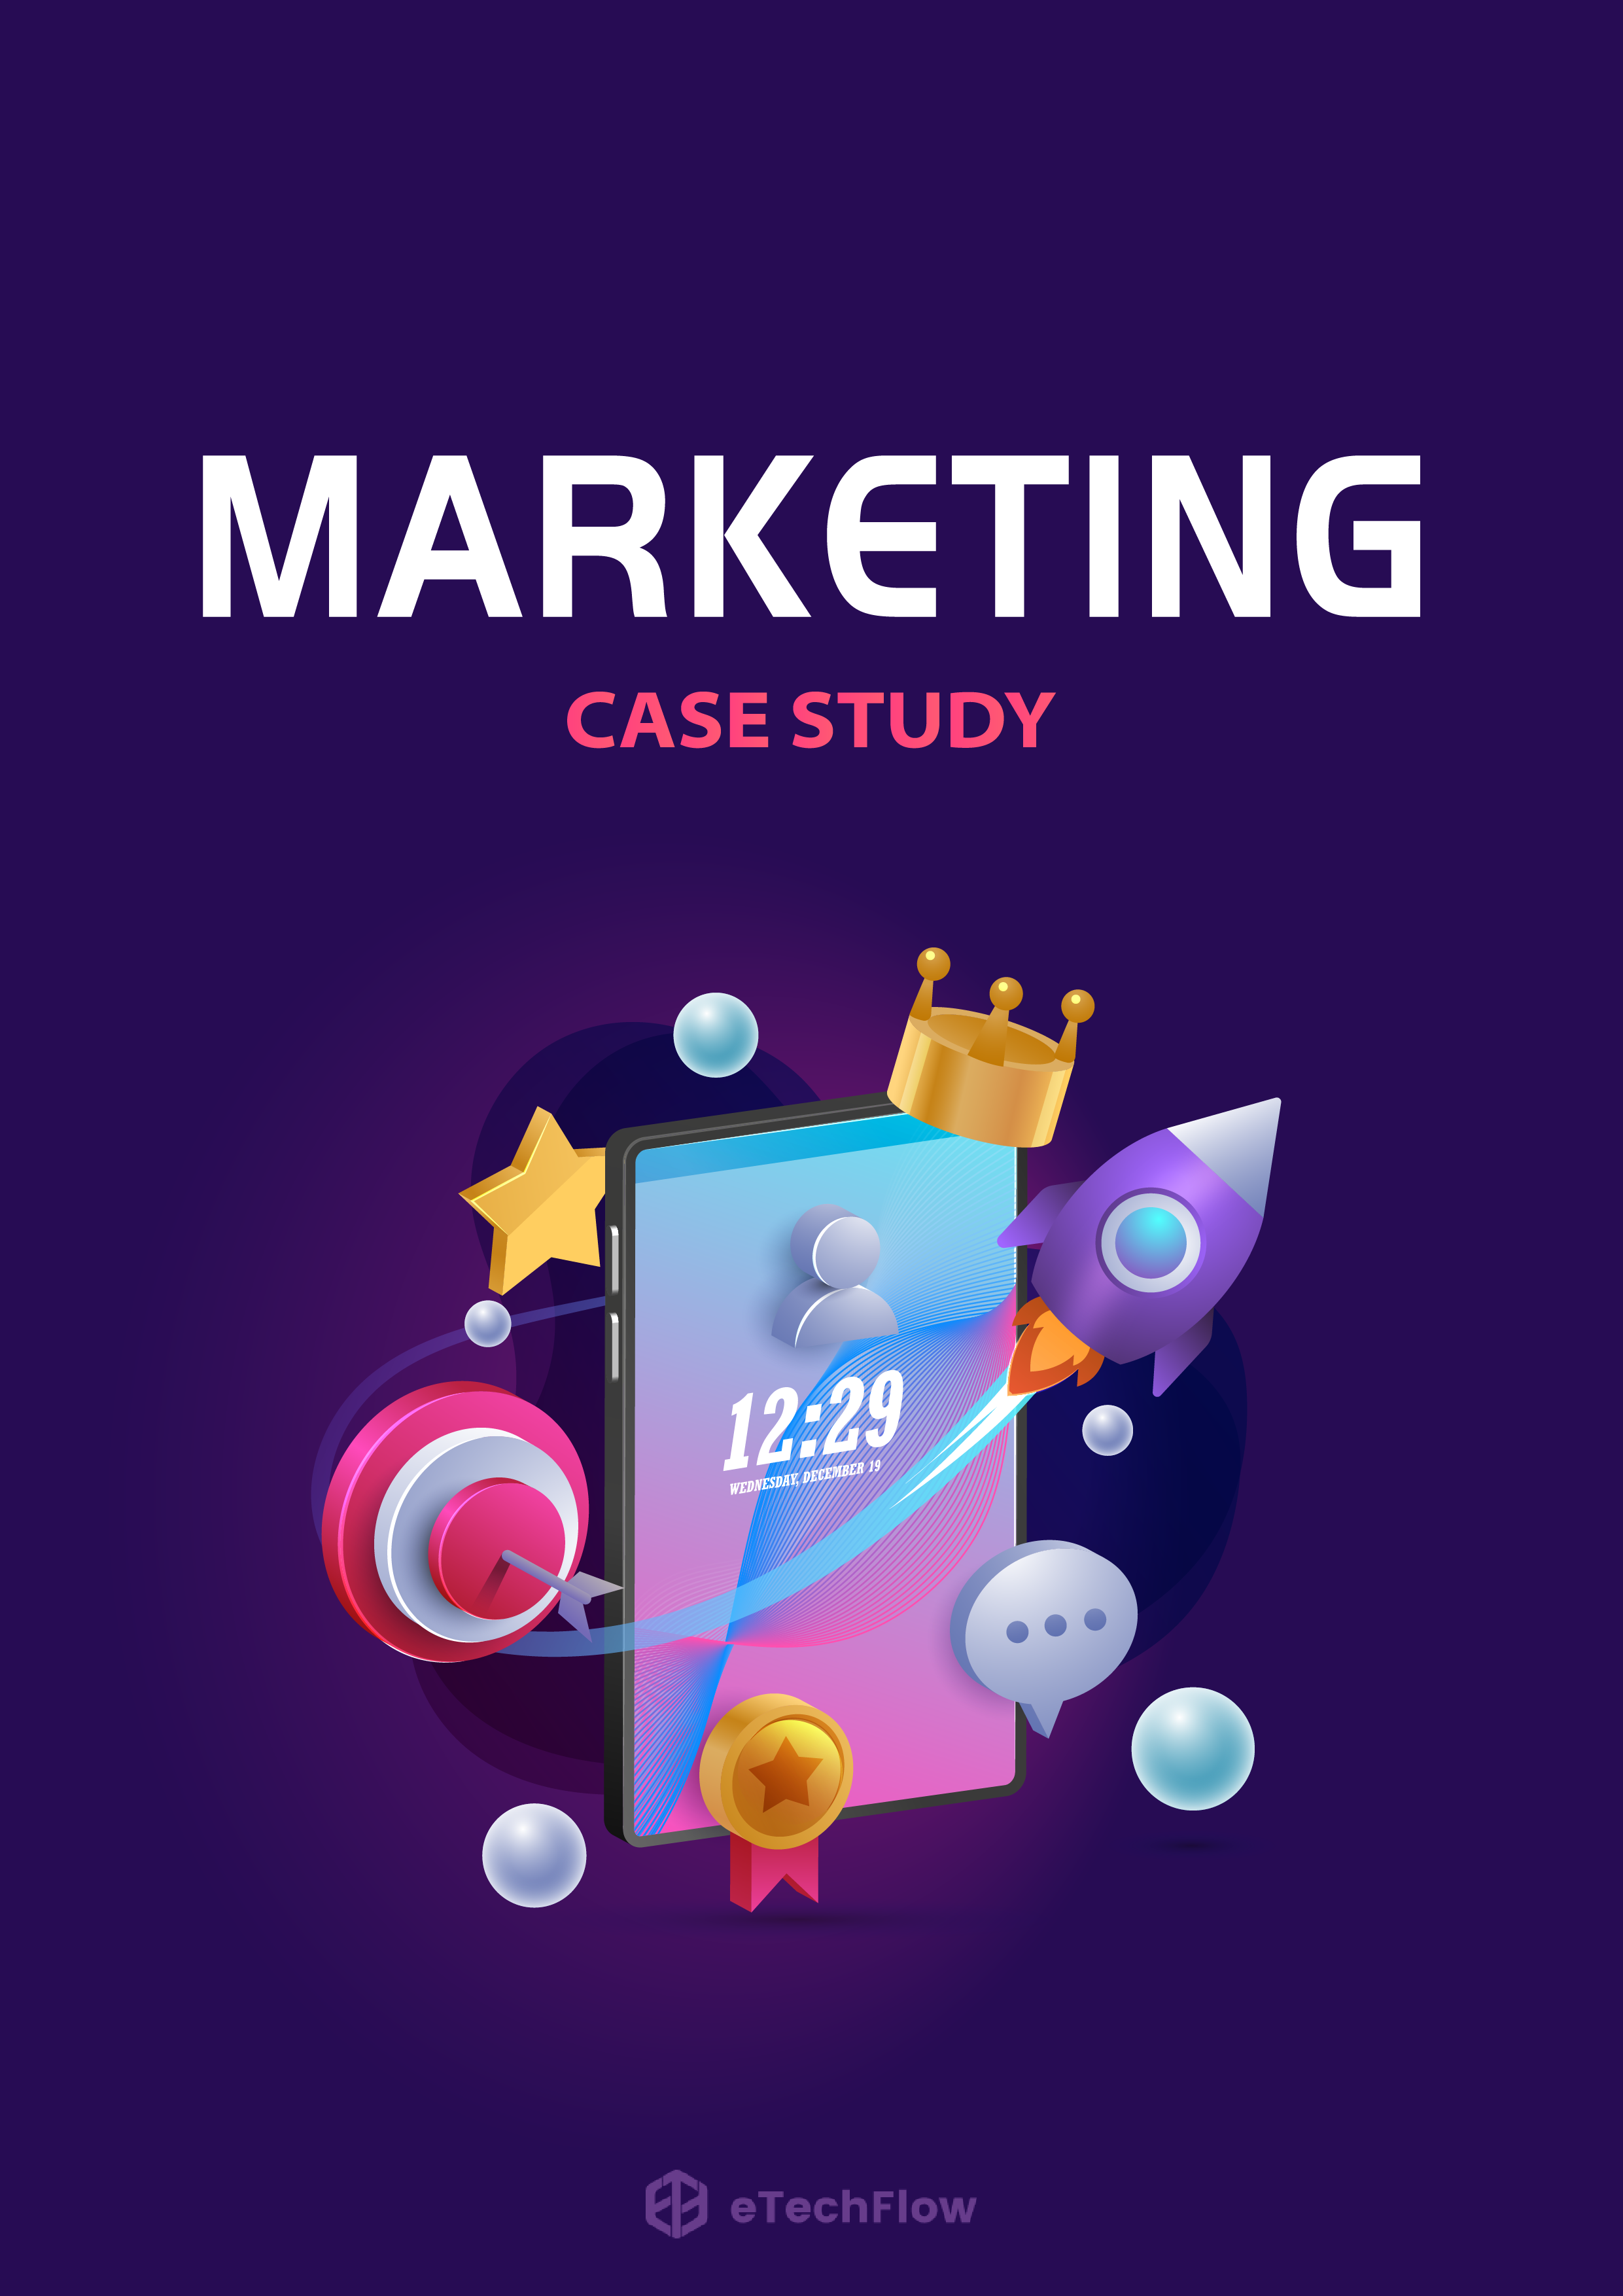 MARKETING
CASE STUDY
12:29
WEDNESDAY, DECEMBER 19
eTechFlow